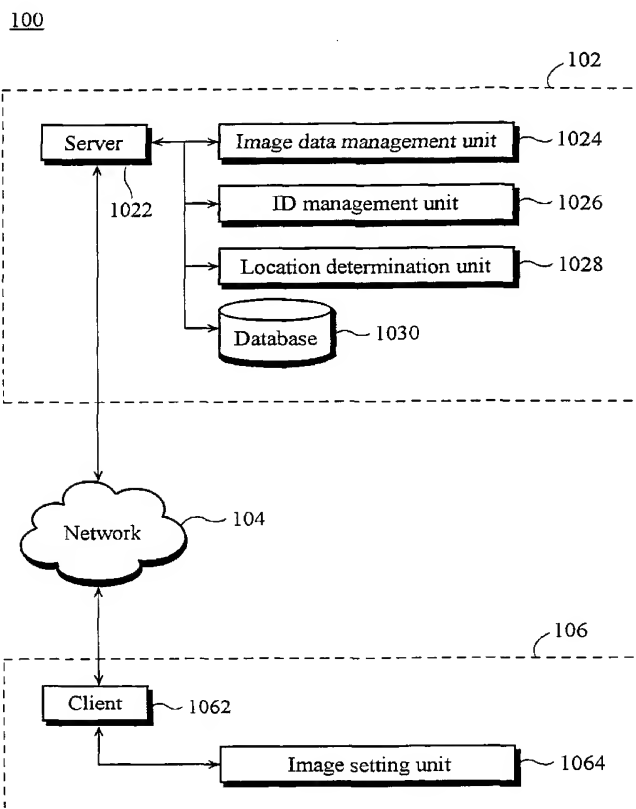 100
102
Server
1022
Image data management unit
1024
ID management unit
1026
Location determination unit
1028
Database
1030
Network
104
106
Client
1062
Image setting unit
1064